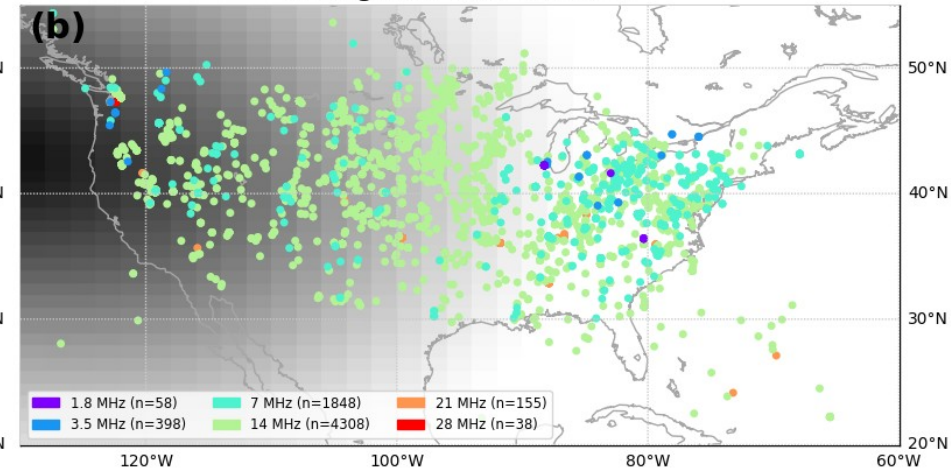 (b)
N
50°N
N
40°N
N
30°N
1.8 MHz (n=58) 7 MHz (n=1848) 21 MHz (n=155)
3.5 MHz (n=398) 14 MHz (n=4308) 28 MHz (n=38)
N
20°N
120°W 100°W 80°W 60°W